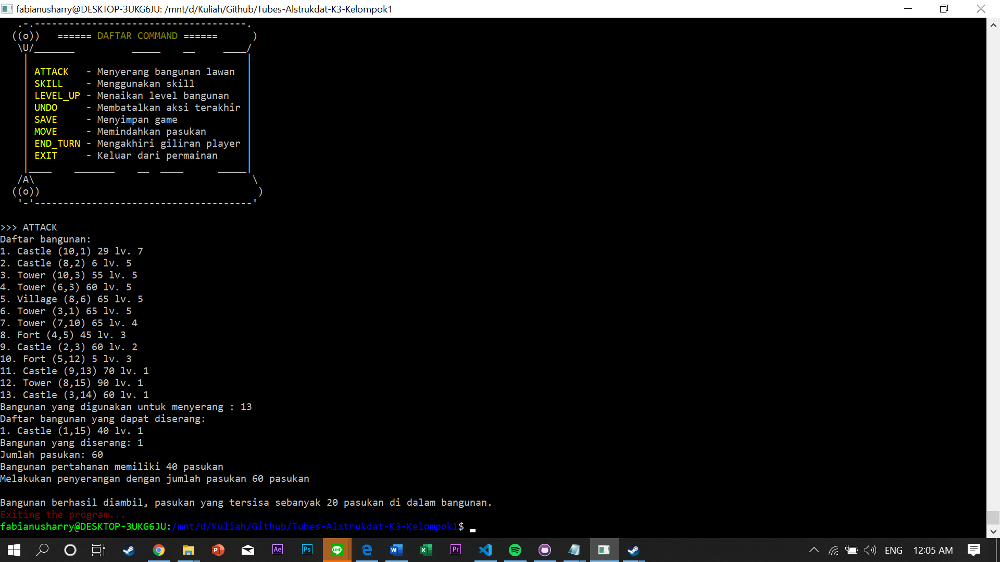 fabianusharry@DESKTOP-3UKG6JU: /mnt/d/Kuliah/Github/Tubes-Alstrukdat-K3-Kelompok1
.-.-------------------------------------.
((o))   ====== DAFTAR COMMAND ======      )
\U/_______          _____    __     ____/
ATTACK   - Menyerang bangunan lawan
SKILL    - Menggunakan skill
LEVEL_UP - Menaikan level bangunan
UNDO     - Membatalkan aksi terakhir
SAVE     - Menyimpan game
MOVE     - Memindahkan pasukan
END_TURN - Mengakhiri giliran player
EXIT     - Keluar dari permainan
|____    _______    __  ____      _____|
/A\                                      \
((o))                                      )
'-'--------------------------------------'
>>> ATTACK
Daftar bangunan:
1. Castle (10,1) 29 lv. 7
2. Castle (8,2) 6 lv. 5
3. Tower (10,3) 55 lv. 5
4. Tower (6,3) 60 lv. 5
5. Village (8,6) 65 lv. 5
6. Tower (3,1) 65 lv. 5
7. Tower (7,10) 65 lv. 4
8. Fort (4,5) 45 lv. 3
9. Castle (2,3) 60 lv. 2
10. Fort (5,12) 5 lv. 3
11. Castle (9,13) 70 lv. 1
12. Tower (8,15) 90 lv. 1
13. Castle (3,14) 60 lv. 1
Bangunan yang digunakan untuk menyerang : 13
Daftar bangunan yang dapat diserang:
1. Castle (1,15) 40 lv. 1
Bangunan yang diserang: 1
Jumlah pasukan: 60
Bangunan pertahanan memiliki 40 pasukan
Melakukan penyerangan dengan jumlah pasukan 60 pasukan
Bangunan berhasil diambil, pasukan yang tersisa sebanyak 20 pasukan di dalam bangunan.
Exiting the program...
fabianusharry@DESKTOP-3UKG6JU:/mnt/d/Kuliah/Github/Tubes-Alstrukdat-K3-Kelompok1$
Ae Ps LINE Pr ENG 12:05 AM